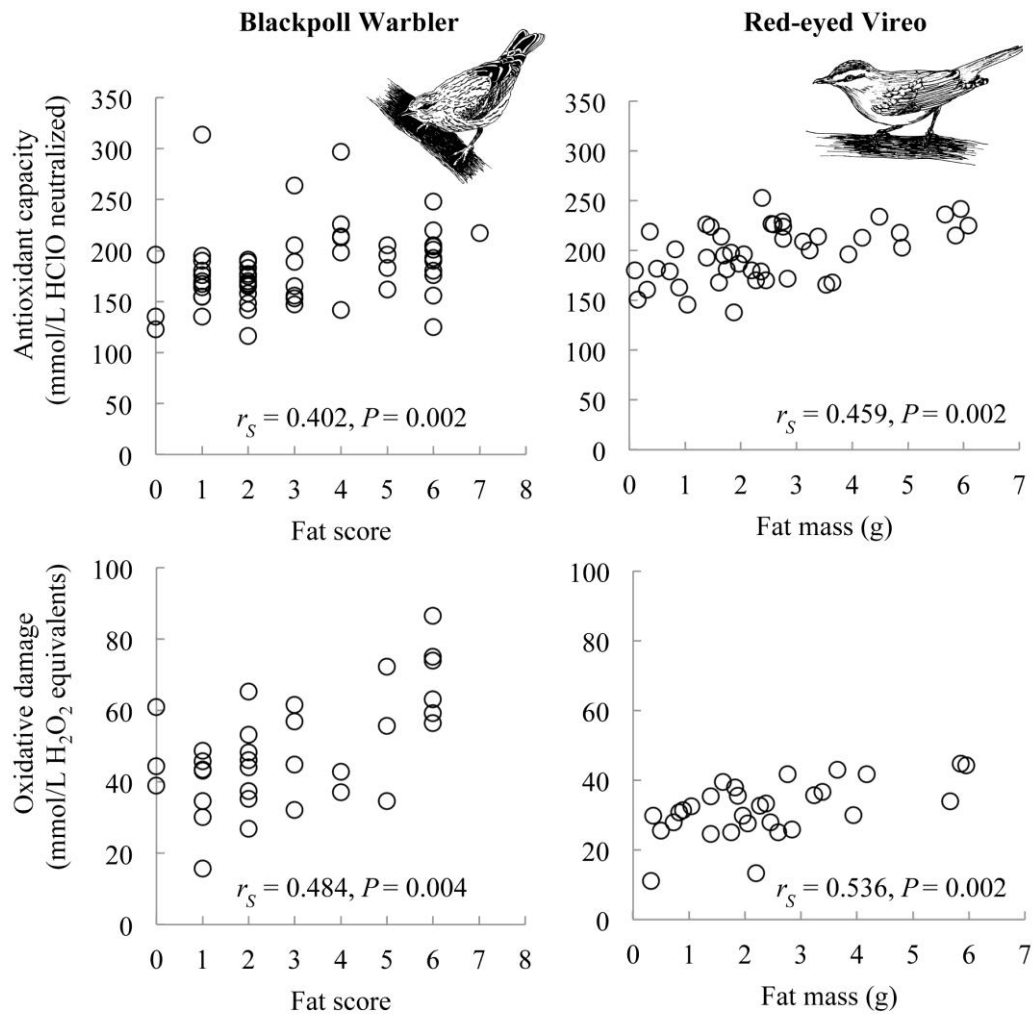 Blackpoll Warbler
Red-eyed Vireo
Antioxidant capacity
(mmol/L HClO neutralized)
350
300
250
200
150
100
50
0
r_S = 0.402, P = 0.002
0 1 2 3 4 5 6 7 8
Fat score
350
300
250
200
150
100
50
0
r_S = 0.459, P = 0.002
0 1 2 3 4 5 6 7
Fat mass (g)
Oxidative damage
(mmol/L H₂O₂ equivalents)
100
80
60
40
20
0
r_S = 0.484, P = 0.004
0 1 2 3 4 5 6 7 8
Fat score
100
80
60
40
20
0
r_S = 0.536, P = 0.002
0 1 2 3 4 5 6 7
Fat mass (g)